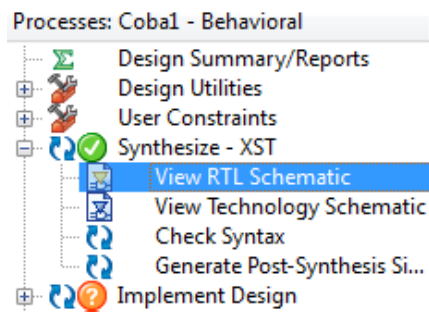 Processes: Coba1 - Behavioral
Design Summary/Reports
Design Utilities
User Constraints
Synthesize - XST
View RTL Schematic
View Technology Schematic
Check Syntax
Generate Post-Synthesis Si...
Implement Design